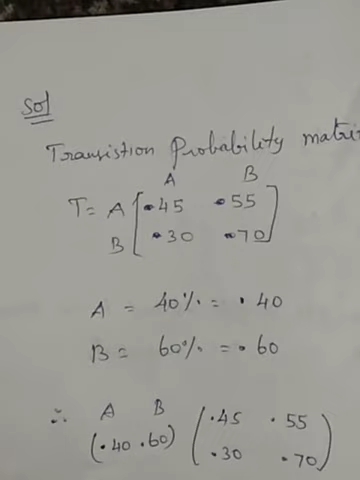 Sol
Transistion Probability matri
A B
T = A [ .45 .55 ]
B [ .30 .70 ]
A = 40% = .40
B = 60% = .60
∴ A B
(.40 .60) ( .45 .55 )
( .30 .70 )